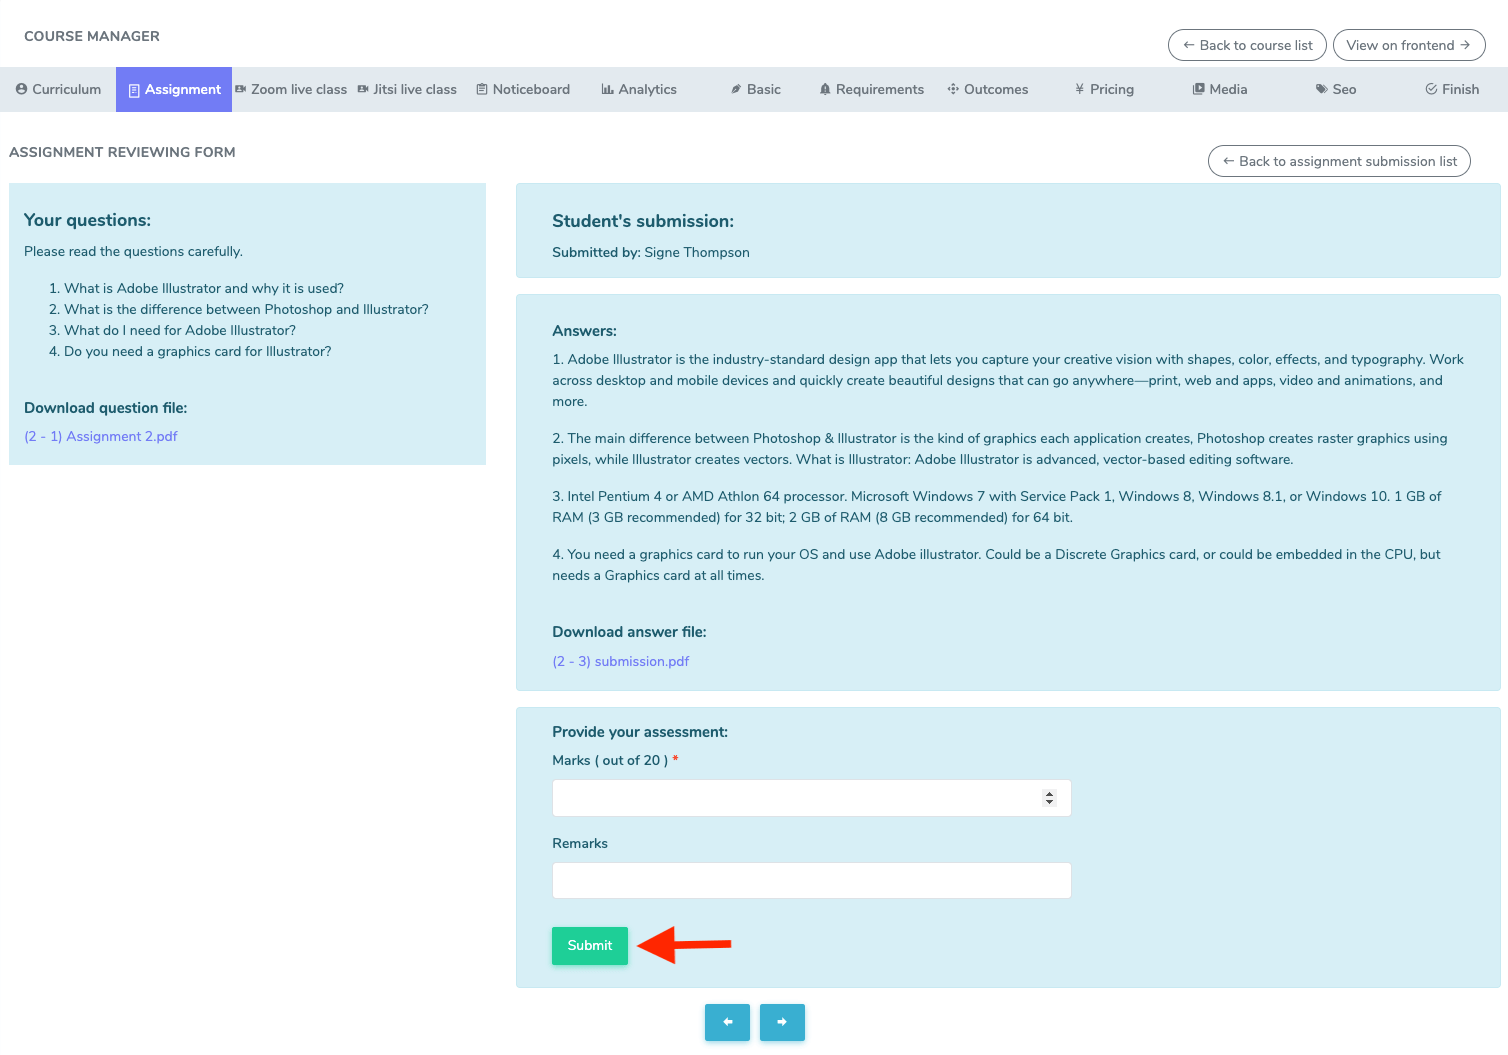 COURSE MANAGER
← Back to course list
View on frontend →
Curriculum
Assignment
Zoom live class
Jitsi live class
Noticeboard
Analytics
Basic
Requirements
Outcomes
¥ Pricing
Media
Seo
Finish
ASSIGNMENT REVIEWING FORM
← Back to assignment submission list
Your questions:
Please read the questions carefully.
1. What is Adobe Illustrator and why it is used?
2. What is the difference between Photoshop and Illustrator?
3. What do I need for Adobe Illustrator?
4. Do you need a graphics card for Illustrator?
Download question file:
(2 - 1) Assignment 2.pdf
Student's submission:
Submitted by: Signe Thompson
Answers:
1. Adobe Illustrator is the industry-standard design app that lets you capture your creative vision with shapes, color, effects, and typography. Work
across desktop and mobile devices and quickly create beautiful designs that can go anywhere—print, web and apps, video and animations, and
more.
2. The main difference between Photoshop & Illustrator is the kind of graphics each application creates, Photoshop creates raster graphics using
pixels, while Illustrator creates vectors. What is Illustrator: Adobe Illustrator is advanced, vector-based editing software.
3. Intel Pentium 4 or AMD Athlon 64 processor. Microsoft Windows 7 with Service Pack 1, Windows 8, Windows 8.1, or Windows 10. 1 GB of
RAM (3 GB recommended) for 32 bit; 2 GB of RAM (8 GB recommended) for 64 bit.
4. You need a graphics card to run your OS and use Adobe illustrator. Could be a Discrete Graphics card, or could be embedded in the CPU, but
needs a Graphics card at all times.
Download answer file:
(2 - 3) submission.pdf
Provide your assessment:
Marks ( out of 20 ) *
Remarks
Submit